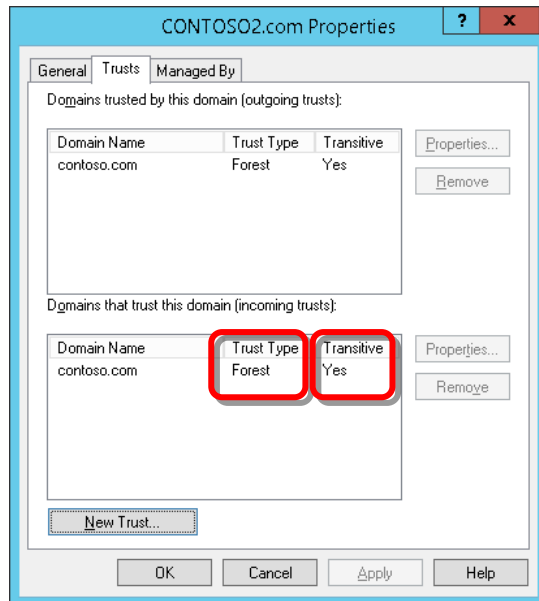 CONTOSO2.com Properties ? x
General Trusts Managed By
Domains trusted by this domain (outgoing trusts):
Domain Name Trust Type Transitive Properties...
contoso.com Forest Yes
Remove
Domains that trust this domain (incoming trusts):
Domain Name Trust Type Transitive Properties...
contoso.com Forest Yes
Remove
New Trust...
OK Cancel Apply Help